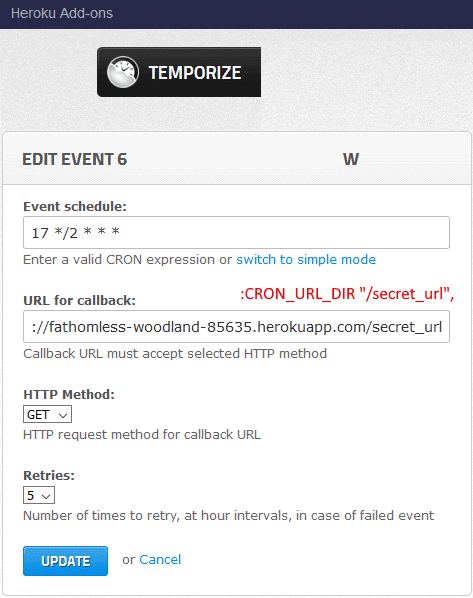 Heroku Add-ons
TEMPORIZE
EDIT EVENT 6 W
Event schedule:
17 */2 * * *
Enter a valid CRON expression or switch to simple mode
:CRON_URL_DIR "/secret_url",
URL for callback:
://fathomless-woodland-85635.herokuapp.com/secret_url
Callback URL must accept selected HTTP method
HTTP Method:
GET
HTTP request method for callback URL
Retries:
5
Number of times to retry, at hour intervals, in case of failed event
UPDATE or Cancel